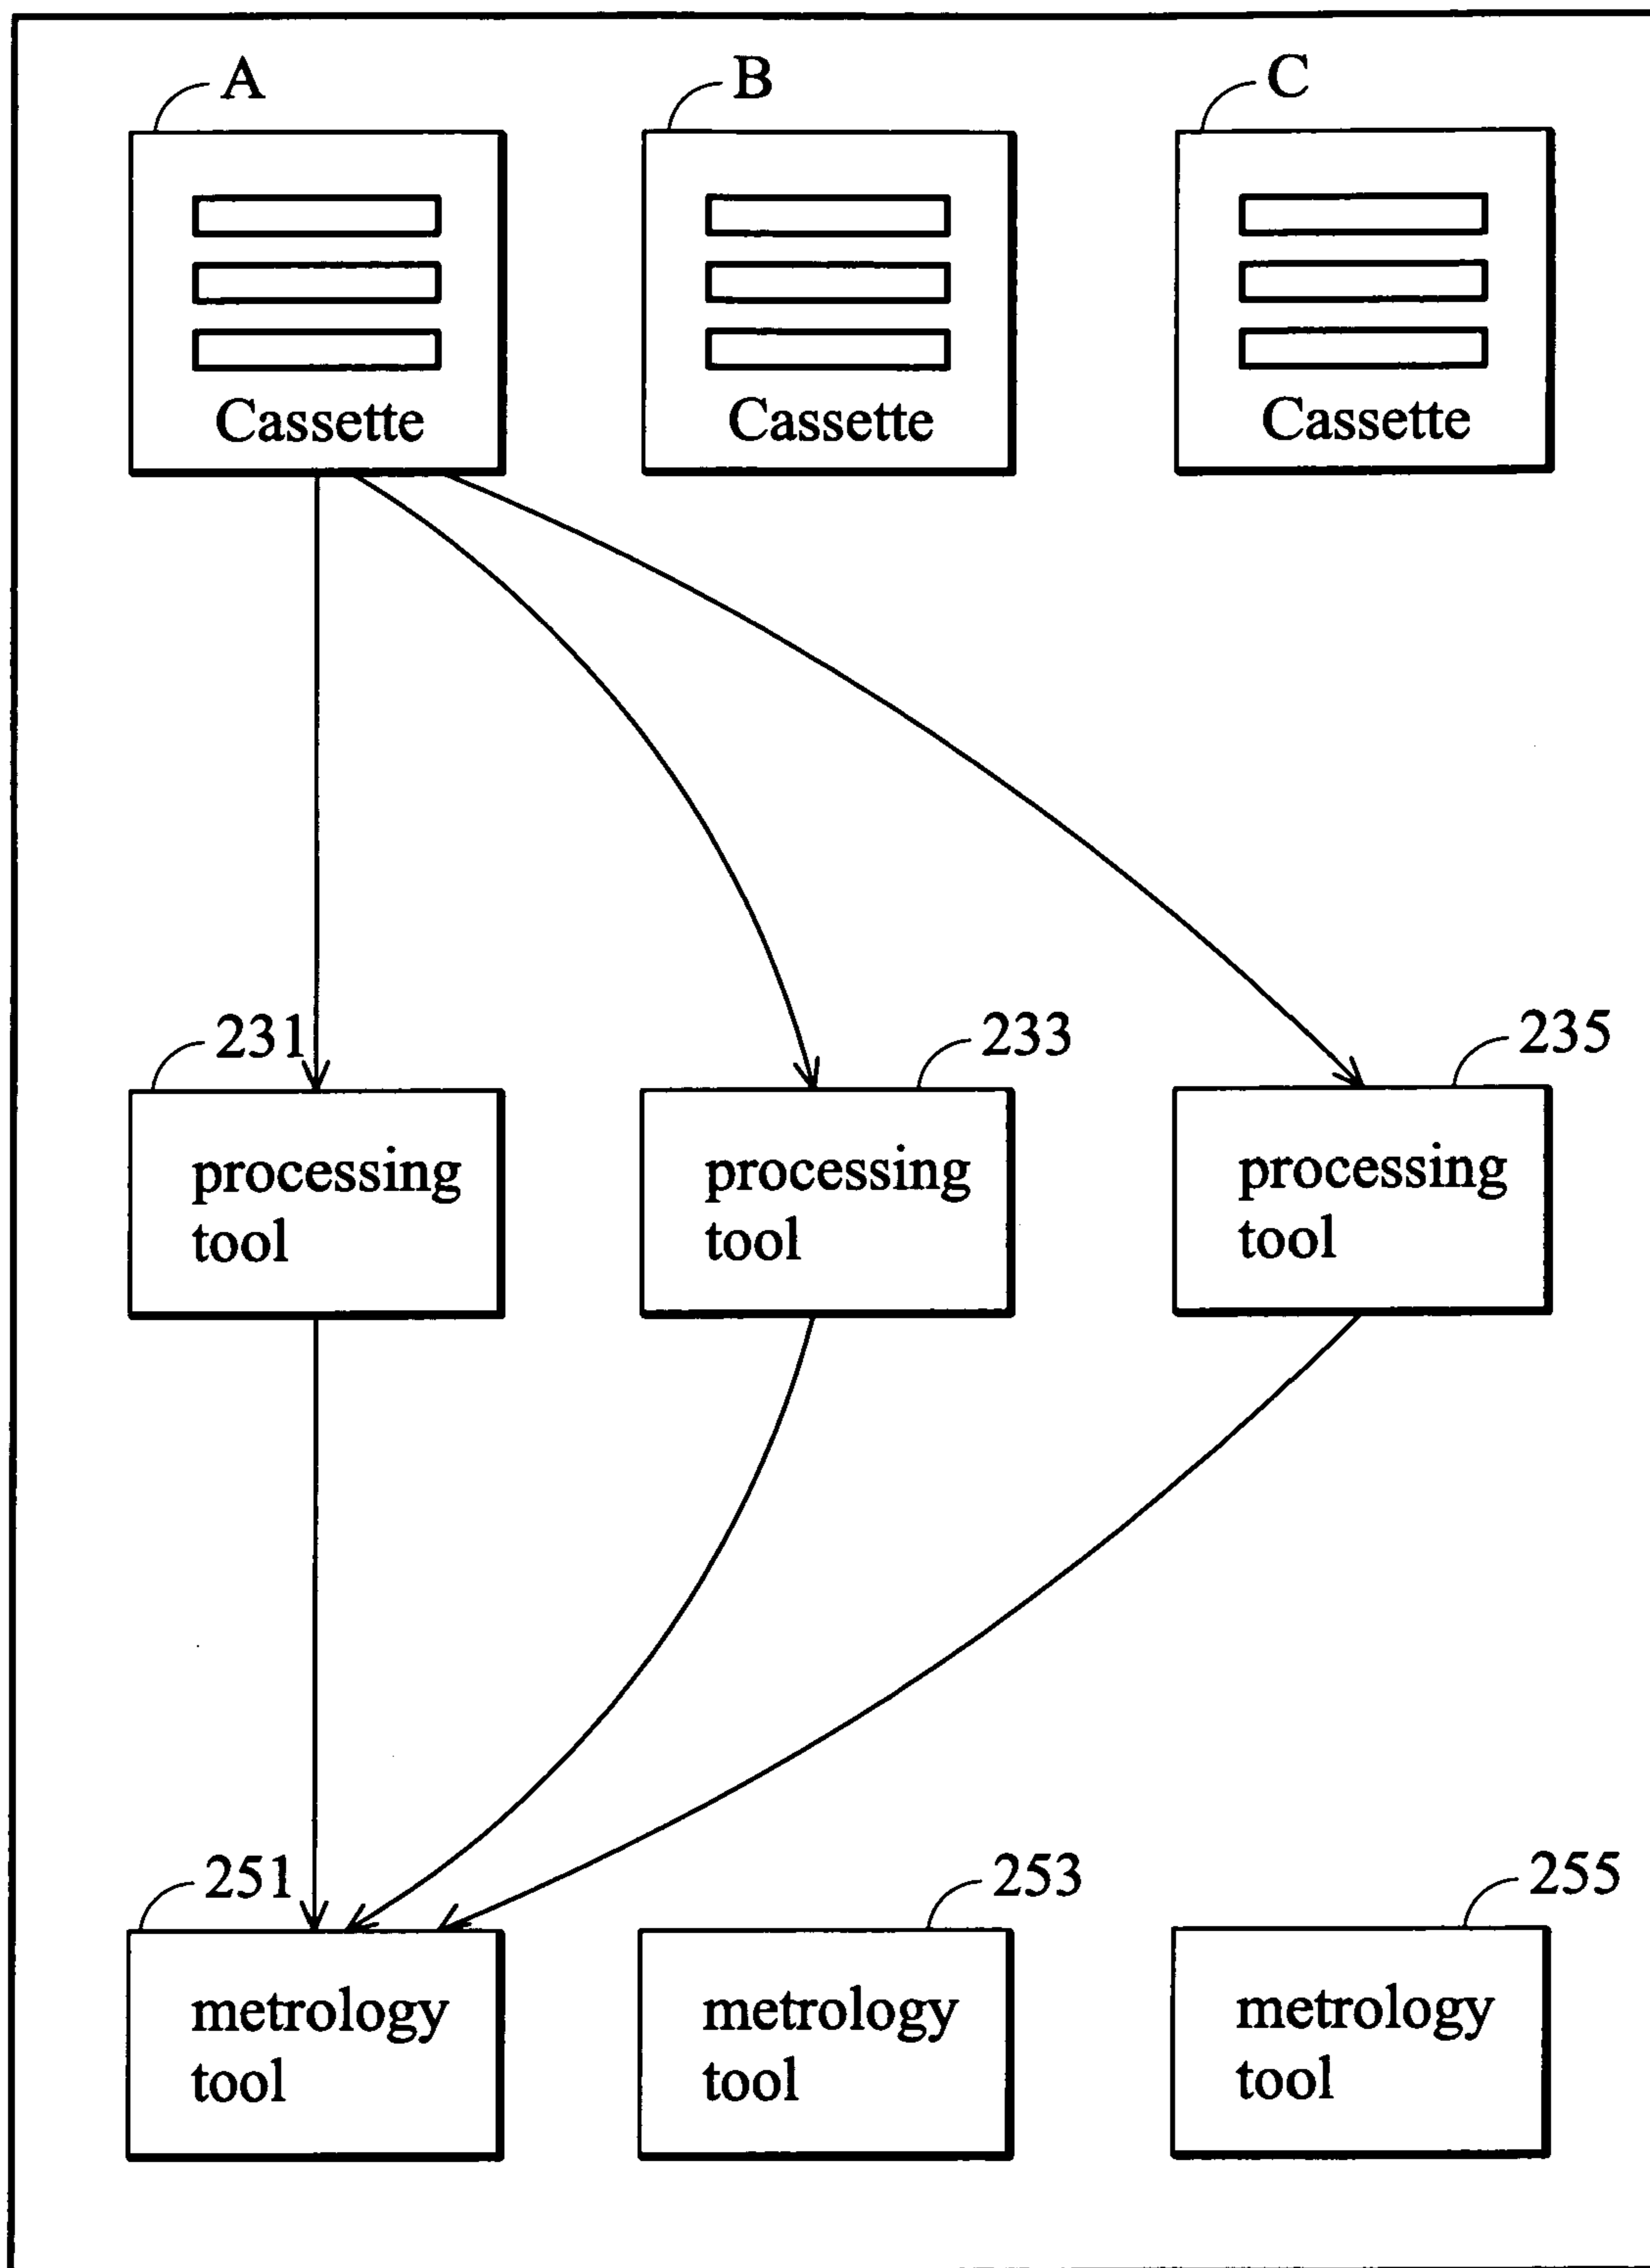 A
B
C
Cassette
Cassette
Cassette
231
233
235
processing
tool
processing
tool
processing
tool
251
253
255
metrology
tool
metrology
tool
metrology
tool